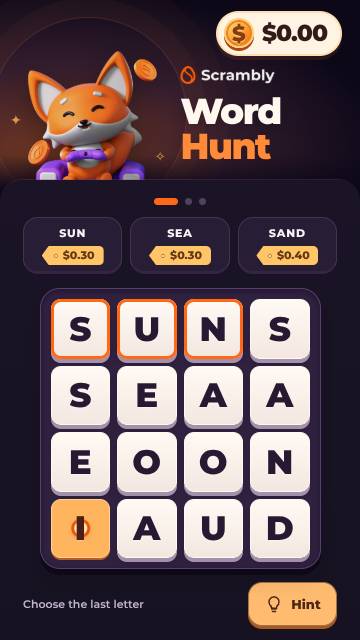 $0.00
Scrambly
Word
Hunt
SUN SEA SAND
$0.30 $0.30 $0.40
S U N S
S E A A
E O O N
I A U D
Choose the last letter
Hint